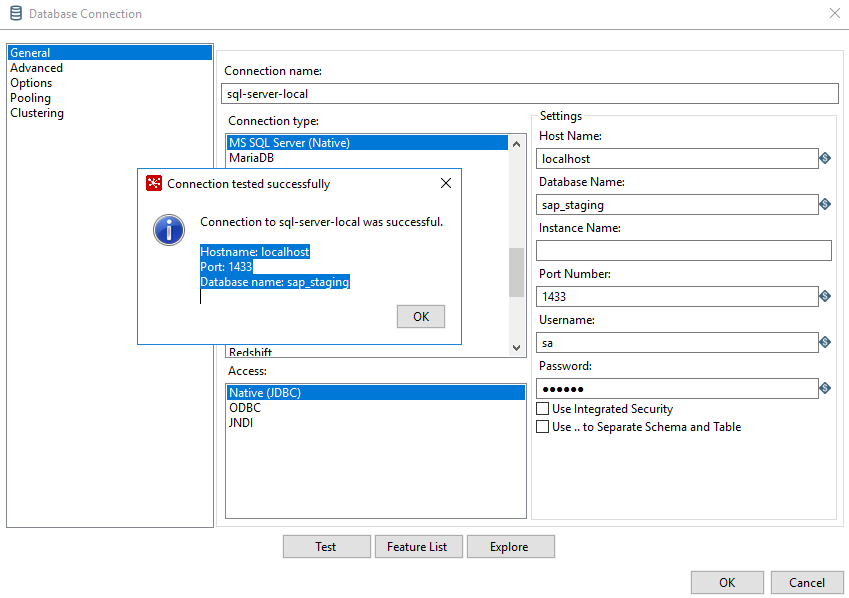 Database Connection
General
Advanced
Options
Pooling
Clustering
Connection name:
sql-server-local
Connection type:
MS SQL Server (Native)
MariaDB
Redshift
Connection tested successfully
Connection to sql-server-local was successful.
Hostname: localhost
Port: 1433
Database name: sap_staging
OK
Access:
Native (JDBC)
ODBC
JNDI
Settings
Host Name:
localhost
Database Name:
sap_staging
Instance Name:
Port Number:
1433
Username:
sa
Password:
●●●●●●
Use Integrated Security
Use .. to Separate Schema and Table
Test
Feature List
Explore
OK
Cancel